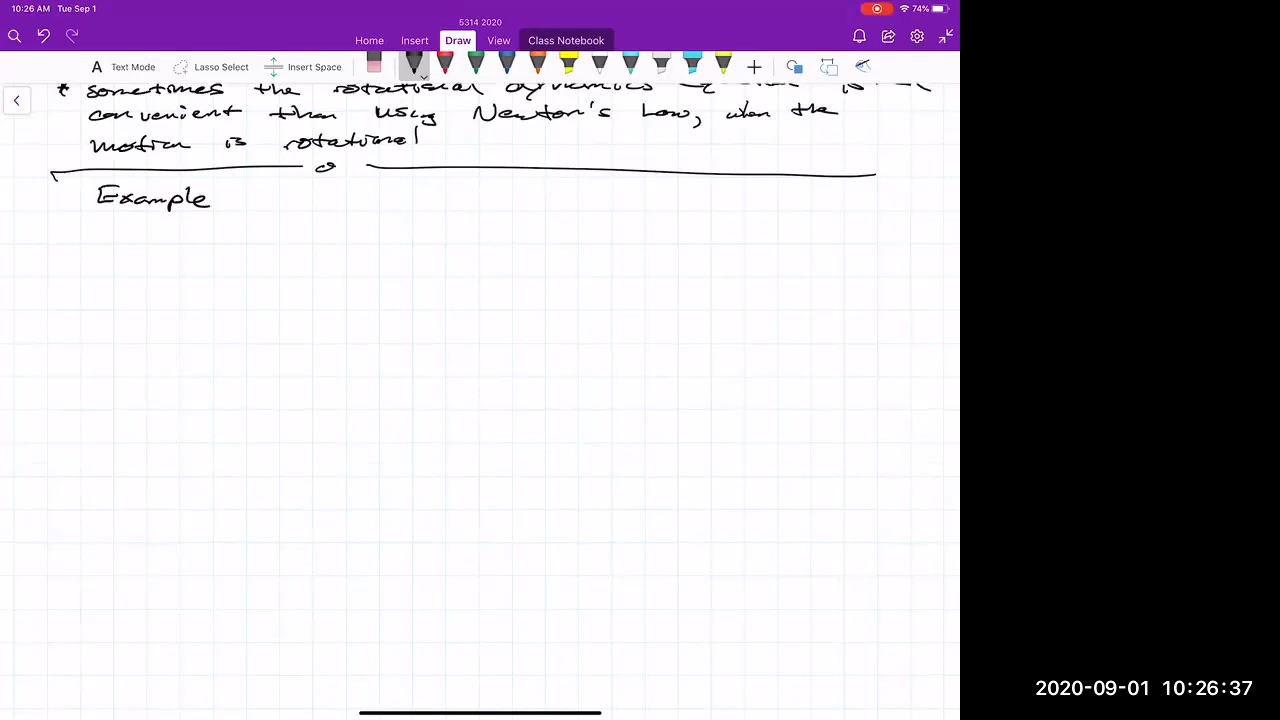 10:26 AM Tue Sep 1
74%
5314 2020
Home Insert Draw View Class Notebook
A Text Mode Lasso Select Insert Space
* sometimes the rotational dynamics is
convenient than using Newton's Law, when the
motion is rotational
Example
2020-09-01 10:26:37